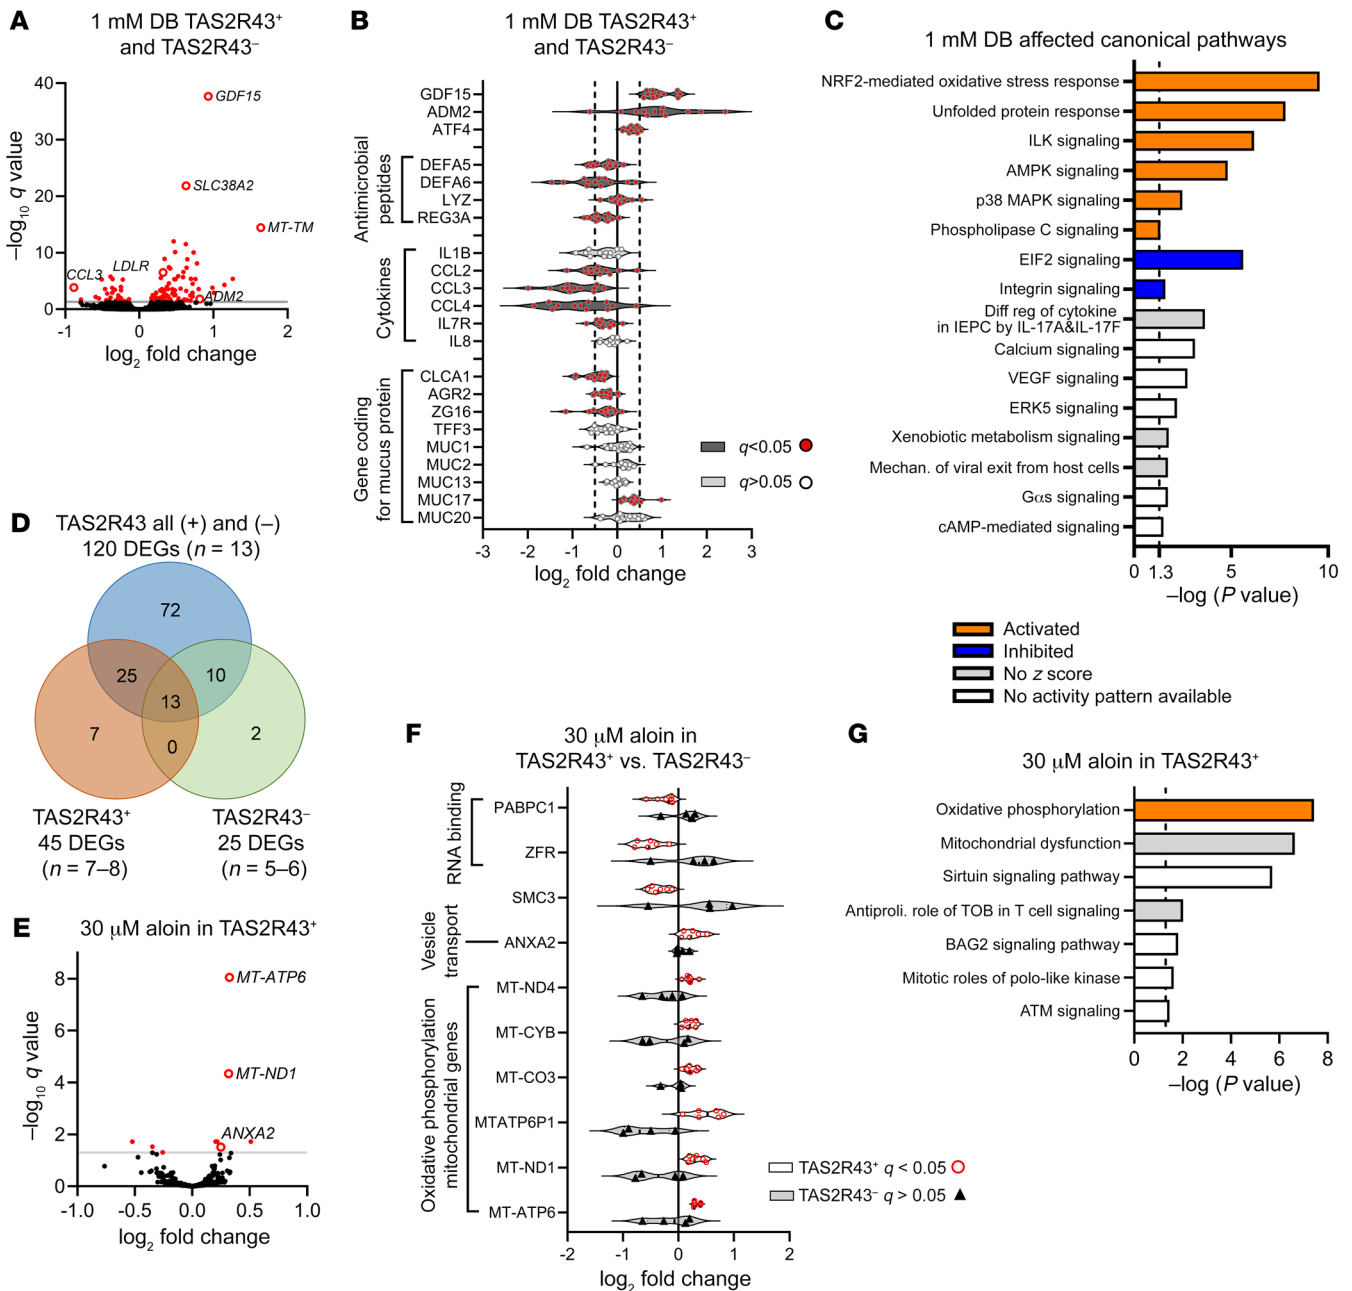 A
1 mM DB TAS2R43⁺
and TAS2R43⁻
–log₁₀ q value
40
30
20
10
0
GDF15
SLC38A2
MT-TM
LDLR
CCL3
ADM2
-1
0
1
2
log₂ fold change
B
1 mM DB TAS2R43⁺
and TAS2R43⁻
GDF15
ADM2
ATF4
Antimicrobial
peptides
DEFA5
DEFA6
LYZ
REG3A
Cytokines
IL1B
CCL2
CCL3
CCL4
IL7R
IL8
Gene coding
for mucus protein
CLCA1
AGR2
ZG16
TFF3
MUC1
MUC2
MUC13
MUC17
MUC20
q<0.05
q>0.05
-3
-2
-1
0
1
2
3
log₂ fold change
C
1 mM DB affected canonical pathways
NRF2-mediated oxidative stress response
Unfolded protein response
ILK signaling
AMPK signaling
p38 MAPK signaling
Phospholipase C signaling
EIF2 signaling
Integrin signaling
Diff reg of cytokine
in IEPC by IL-17A&IL-17F
Calcium signaling
VEGF signaling
ERK5 signaling
Xenobiotic metabolism signaling
Mechan. of viral exit from host cells
Gαs signaling
cAMP-mediated signaling
0
1.3
5
10
–log (P value)
Activated
Inhibited
No z score
No activity pattern available
D
TAS2R43 all (+) and (–)
120 DEGs (n = 13)
72
25
10
13
7
0
2
TAS2R43⁺
45 DEGs
(n = 7–8)
TAS2R43⁻
25 DEGs
(n = 5–6)
E
30 μM aloin in TAS2R43⁺
–log₁₀ q value
8
6
4
2
0
MT-ATP6
MT-ND1
ANXA2
-1.0
-0.5
0.0
0.5
1.0
log₂ fold change
F
30 μM aloin in
TAS2R43⁺ vs. TAS2R43⁻
RNA binding
PABPC1
ZFR
SMC3
Vesicle
transport
ANXA2
Oxidative phosphorylation
mitochondrial genes
MT-ND4
MT-CYB
MT-CO3
MTATP6P1
MT-ND1
MT-ATP6
TAS2R43⁺ q < 0.05
TAS2R43⁻ q > 0.05
-2
-1
0
1
2
log₂ fold change
G
30 μM aloin in TAS2R43⁺
Oxidative phosphorylation
Mitochondrial dysfunction
Sirtuin signaling pathway
Antiproli. role of TOB in T cell signaling
BAG2 signaling pathway
Mitotic roles of polo-like kinase
ATM signaling
0
2
4
6
8
–log (P value)